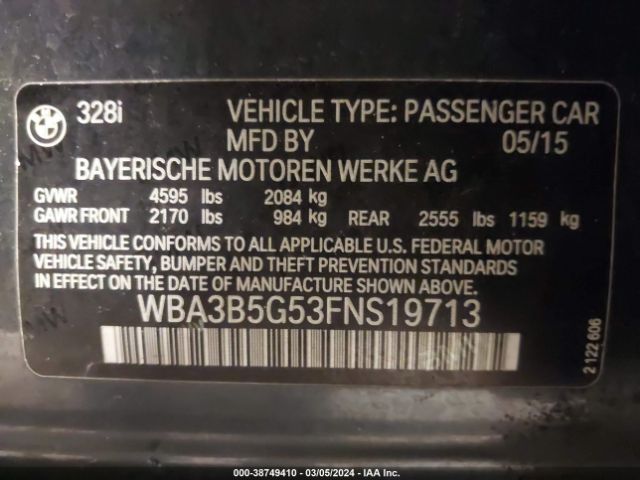 BMW 328i VEHICLE TYPE: PASSENGER CAR
MFD BY 05/15
BAYERISCHE MOTOREN WERKE AG
GVWR 4595 lbs 2084 kg
GAWR FRONT 2170 lbs 984 kg REAR 2555 lbs 1159 kg
THIS VEHICLE CONFORMS TO ALL APPLICABLE U.S. FEDERAL MOTOR
VEHICLE SAFETY, BUMPER AND THEFT PREVENTION STANDARDS
IN EFFECT ON THE DATE OF MANUFACTURE SHOWN ABOVE
WBA3B5G53FNS19713
2 122 606
000-38749410 - 03/05/2024 - IAA Inc.